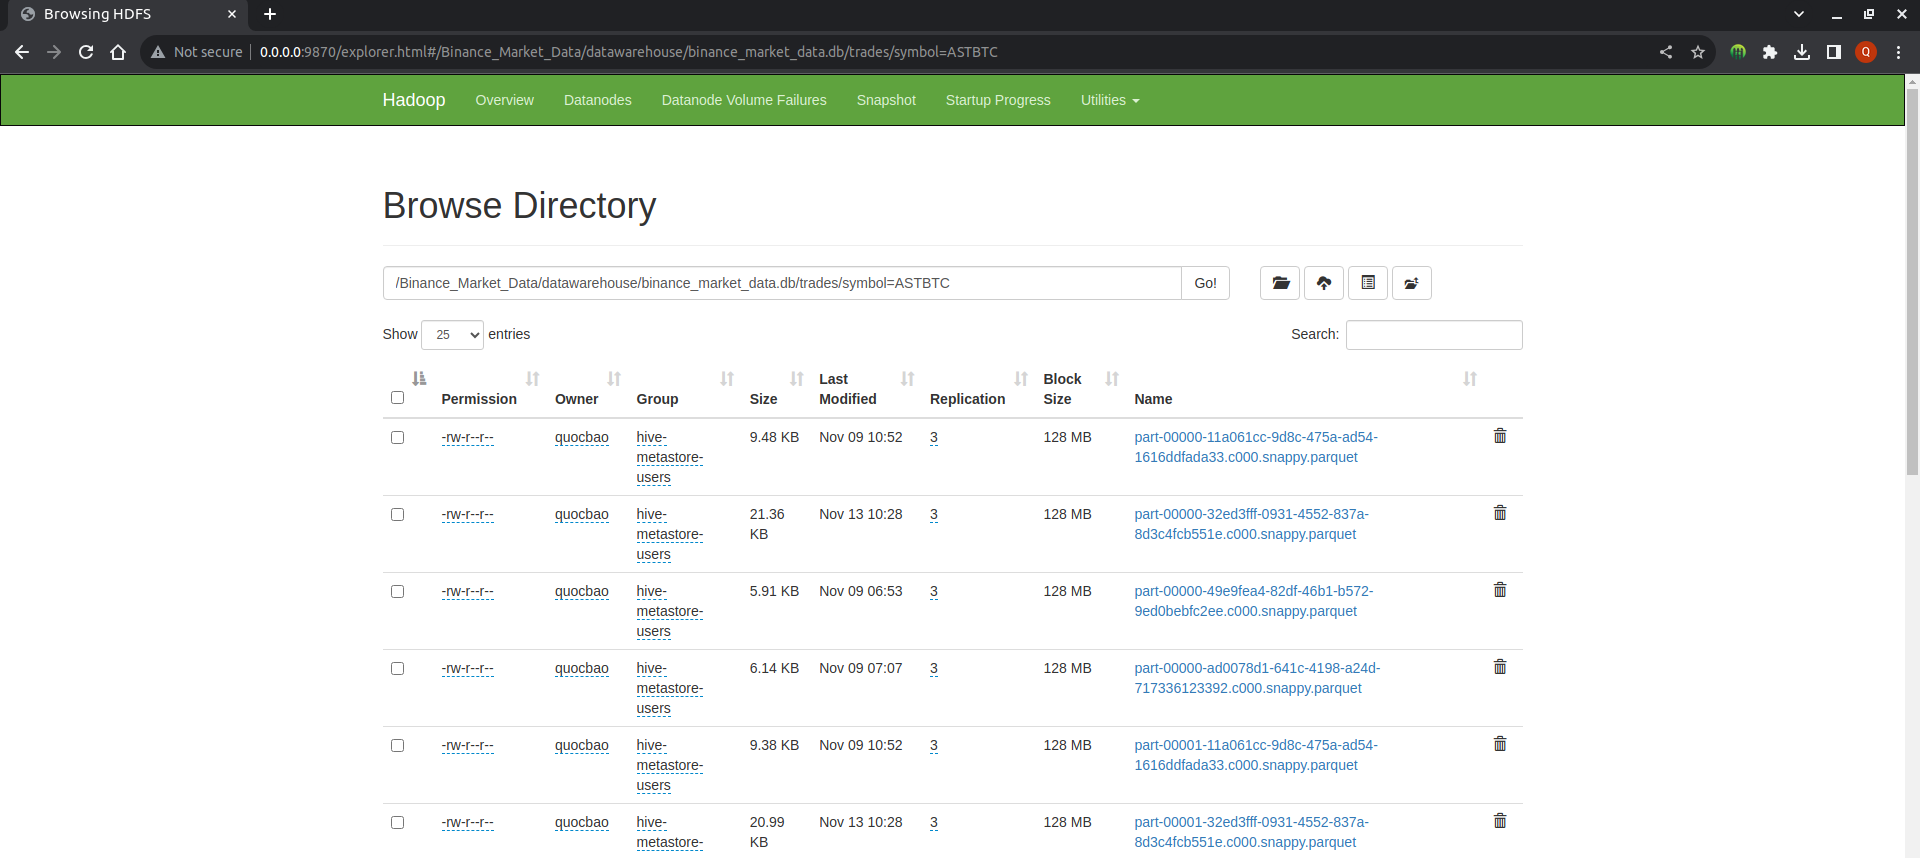 Browsing HDFS
Not secure 0.0.0.0:9870/explorer.html#/Binance_Market_Data/datawarehouse/binance_market_data.db/trades/symbol=ASTBTC
Q
Hadoop Overview Datanodes Datanode Volume Failures Snapshot Startup Progress Utilities
Browse Directory
/Binance_Market_Data/datawarehouse/binance_market_data.db/trades/symbol=ASTBTC Go!
Show 25 entries Search:
Last Block
Permission Owner Group Size Modified Replication Size Name
-rw-r--r-- quocbao hive- 9.48 KB Nov 09 10:52 3 128 MB part-00000-11a061cc-9d8c-475a-ad54-
metastore- 1616ddfada33.c000.snappy.parquet
users
-rw-r--r-- quocbao hive- 21.36 Nov 13 10:28 3 128 MB part-00000-32ed3fff-0931-4552-837a-
metastore- KB 8d3c4fcb551e.c000.snappy.parquet
users
-rw-r--r-- quocbao hive- 5.91 KB Nov 09 06:53 3 128 MB part-00000-49e9fea4-82df-46b1-b572-
metastore- 9ed0bebfc2ee.c000.snappy.parquet
users
-rw-r--r-- quocbao hive- 6.14 KB Nov 09 07:07 3 128 MB part-00000-ad0078d1-641c-4198-a24d-
metastore- 717336123392.c000.snappy.parquet
users
-rw-r--r-- quocbao hive- 9.38 KB Nov 09 10:52 3 128 MB part-00001-11a061cc-9d8c-475a-ad54-
metastore- 1616ddfada33.c000.snappy.parquet
users
-rw-r--r-- quocbao hive- 20.99 Nov 13 10:28 3 128 MB part-00001-32ed3fff-0931-4552-837a-
metastore- KB 8d3c4fcb551e.c000.snappy.parquet